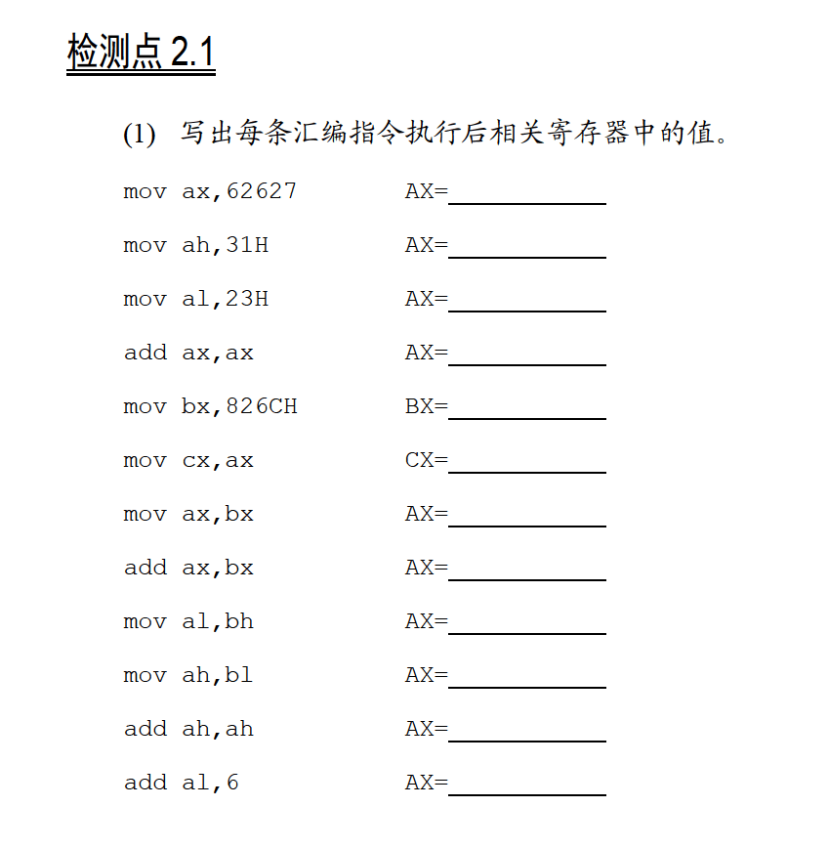 检测点 2.1
(1) 写出每条汇编指令执行后相关寄存器中的值。
mov ax,62627 AX=
mov ah,31H AX=
mov al,23H AX=
add ax,ax AX=
mov bx,826CH BX=
mov cx,ax CX=
mov ax,bx AX=
add ax,bx AX=
mov al,bh AX=
mov ah,bl AX=
add ah,ah AX=
add al,6 AX=